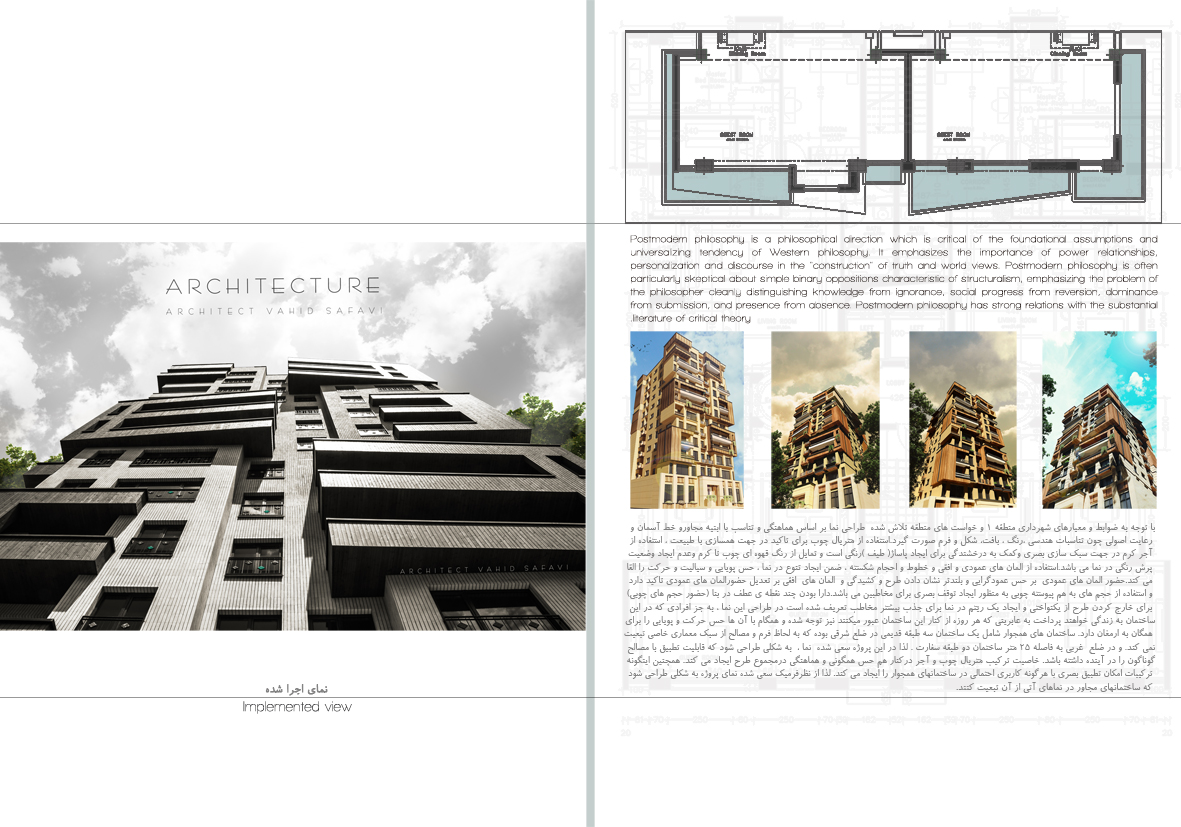 ARCHITECTURE
ARCHITECT VAHID SAFAVI
ARCHITECT VAHID SAFAVI
نمای اجرا شده
Implemented view
Dining Room
Dining Room
GUEST ROOM
GUEST ROOM
Postmodern philosophy is a philosophical direction which is critical of the foundational assumptions and
universalizing tendency of Western philosophy. It emphasizes the importance of power relationships,
personalization and discourse in the "construction" of truth and world views. Postmodern philosophy is often
particularly skeptical about simple binary oppositions characteristic of structuralism, emphasizing the problem of
the philosopher cleanly distinguishing knowledge from ignorance, social progress from reversion, dominance
from submission, and presence from absence. Postmodern philosophy has strong relations with the substantial
.literature of critical theory
با توجه به ضوابط و معیارهای شهرداری منطقه ۱ و خواست های منطقه تلاش شده طراحی نما بر اساس هماهنگی و تناسب با ابنیه مجاورو خط آسمان و
رعایت اصولی چون تناسبات هندسی ،رنگ ، بافت، شکل و فرم صورت گیرد.استفاده از متریال چوب برای تاکید در جهت همسازی با طبیعت ، استفاده از
آجر کرم در جهت سبک سازی بصری وکمک به درخشندگی برای ایجاد پاساژ( طیف )رنگی است و تمایل از رنگ قهوه ای چوب تا کرم وعدم ایجاد وضعیت
پرش رنگی در نما می باشد.استفاده از المان های عمودی و افقی و خطوط و احجام شکسته ، ضمن ایجاد تنوع در نما ، حس پویایی و سیالیت و حرکت را القا
می کند.حضور المان های عمودی بر حس عمودگرایی و بلندتر نشان دادن طرح و کشیدگی و المان های افقی بر تعدیل حضورالمان های عمودی تاکید دارد.
و استفاده از حجم های به هم پیوسته چوبی به منظور ایجاد توقف بصری برای مخاطبین می باشد.دارا بودن چند نقطه ی عطف در بنا (حضور حجم های چوبی)
برای خارج کردن طرح از یکنواختی و ایجاد یک ریتم در نما برای جذب بیشتر مخاطب تعریف شده است در طراحی این نما ، به جز افرادی که در این
ساختمان به زندگی خواهند پرداخت به عابرینی که هر روزه از کنار این ساختمان عبور میکنند نیز توجه شده و همگام با آن ها حس حرکت و پویایی را برای
همگان به ارمغان دارد. ساختمان های همجوار شامل یک ساختمان سه طبقه قدیمی در ضلع شرقی بوده که به لحاظ فرم و مصالح از سبک معماری خاصی تبعیت
نمی کند. و در ضلع غربی به فاصله ۲۵ متر ساختمان دو طبقه سفارت . لذا در این پروژه سعی شده نما ، به شکلی طراحی شود که قابلیت تطبیق با مصالح
گوناگون را در آینده داشته باشد. خاصیت ترکیب متریال چوب و آجر درکنار هم حس همگونی و هماهنگی درمجموع طرح ایجاد می کند. همچنین اینگونه
ترکیبات امکان تطبیق بصری با هرگونه کاربری احتمالی در ساختمانهای همجوار را ایجاد می کند. لذا از نظرفرمیک سعی شده نمای پروژه به شکلی طراحی شود
که ساختمانهای مجاور در نماهای آتی از آن تبعیت کنند.